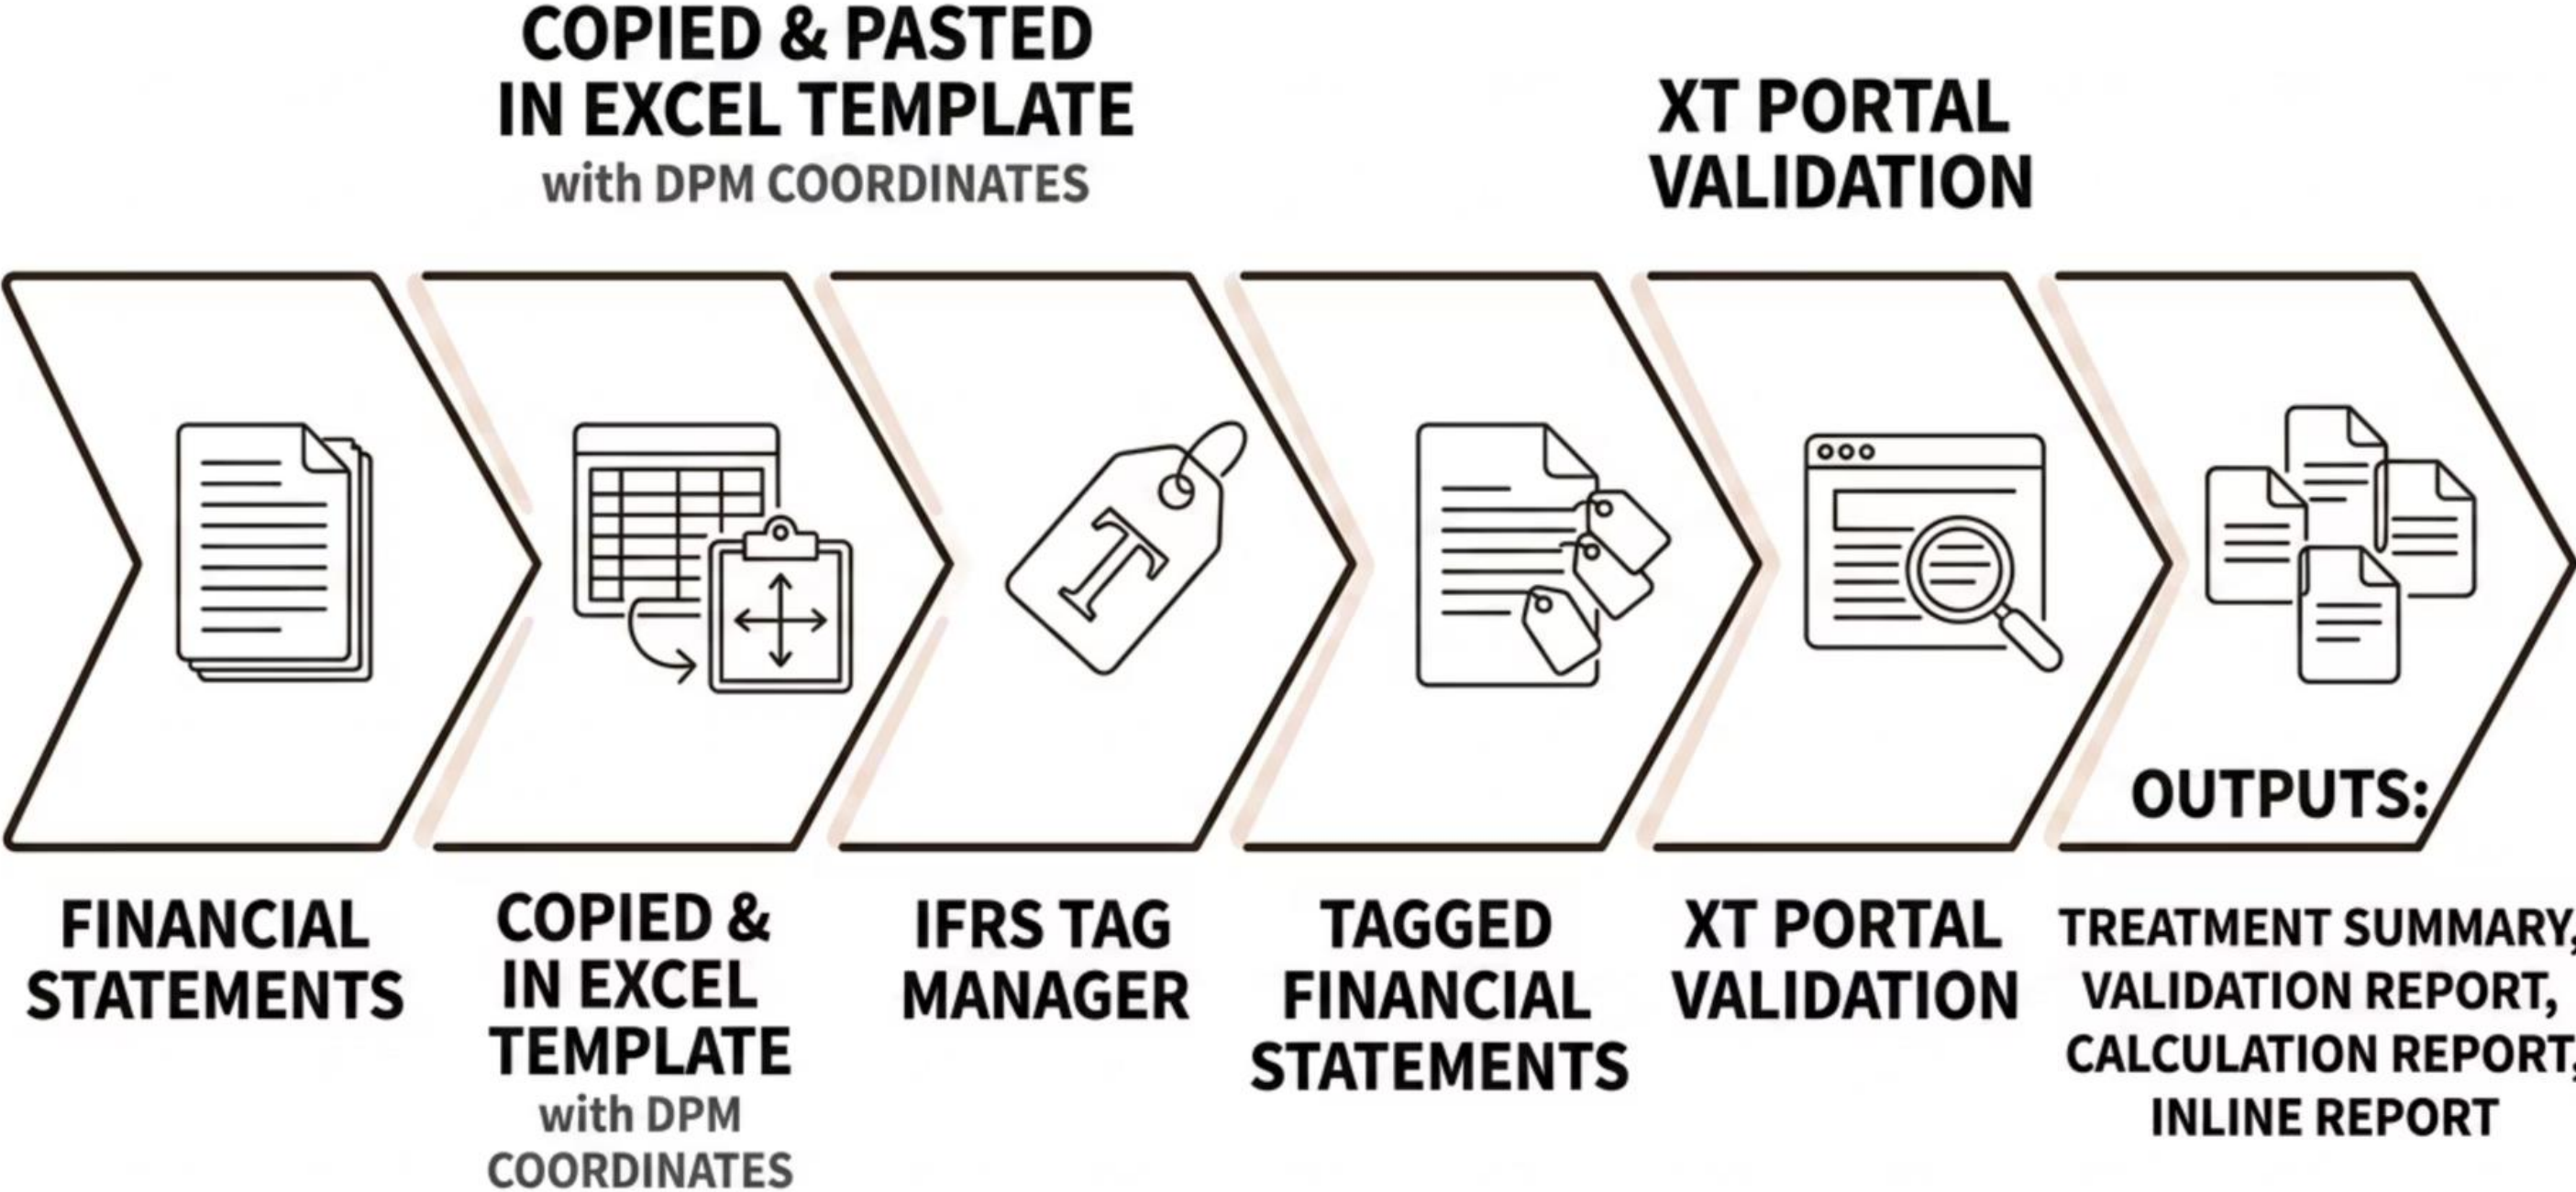 COPIED & PASTED
IN EXCEL TEMPLATE
with DPM COORDINATES
XT PORTAL
VALIDATION
T
OUTPUTS:
FINANCIAL
STATEMENTS
COPIED &
IN EXCEL
TEMPLATE
with DPM
COORDINATES
IFRS TAG
MANAGER
TAGGED
FINANCIAL
STATEMENTS
XT PORTAL
VALIDATION
TREATMENT SUMMARY,
VALIDATION REPORT,
CALCULATION REPORT,
INLINE REPORT